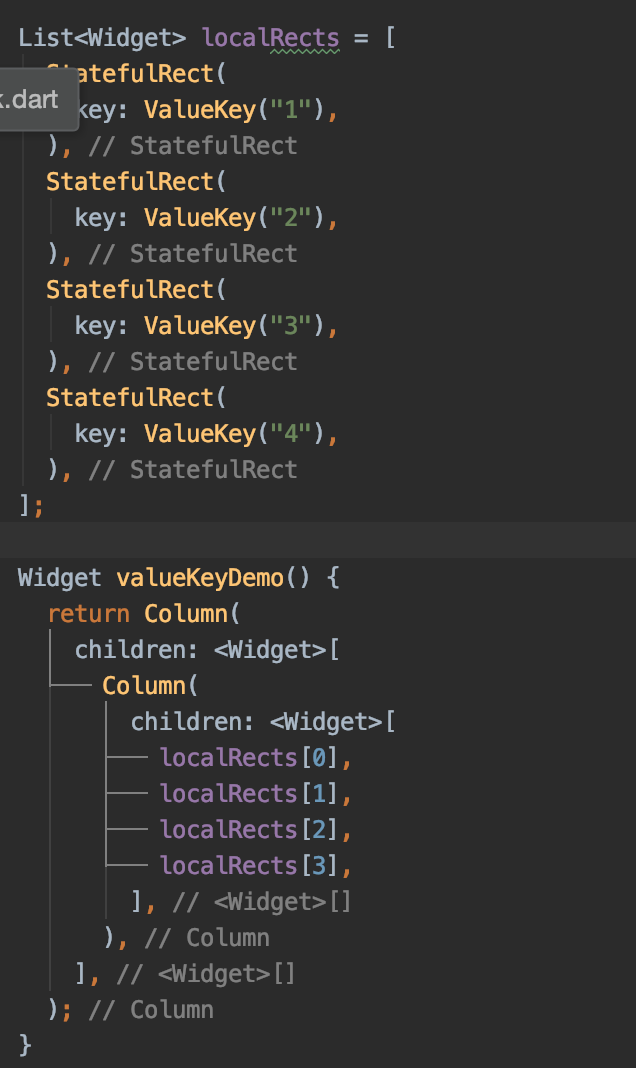 List<Widget> localRects = [
StatefulRect(
k.dart
key: ValueKey("1"),
), // StatefulRect
StatefulRect(
key: ValueKey("2"),
), // StatefulRect
StatefulRect(
key: ValueKey("3"),
), // StatefulRect
StatefulRect(
key: ValueKey("4"),
), // StatefulRect
];
Widget valueKeyDemo() {
return Column(
children: <Widget>[
Column(
children: <Widget>[
localRects[0],
localRects[1],
localRects[2],
localRects[3],
], // <Widget>[]
), // Column
], // <Widget>[]
); // Column
}